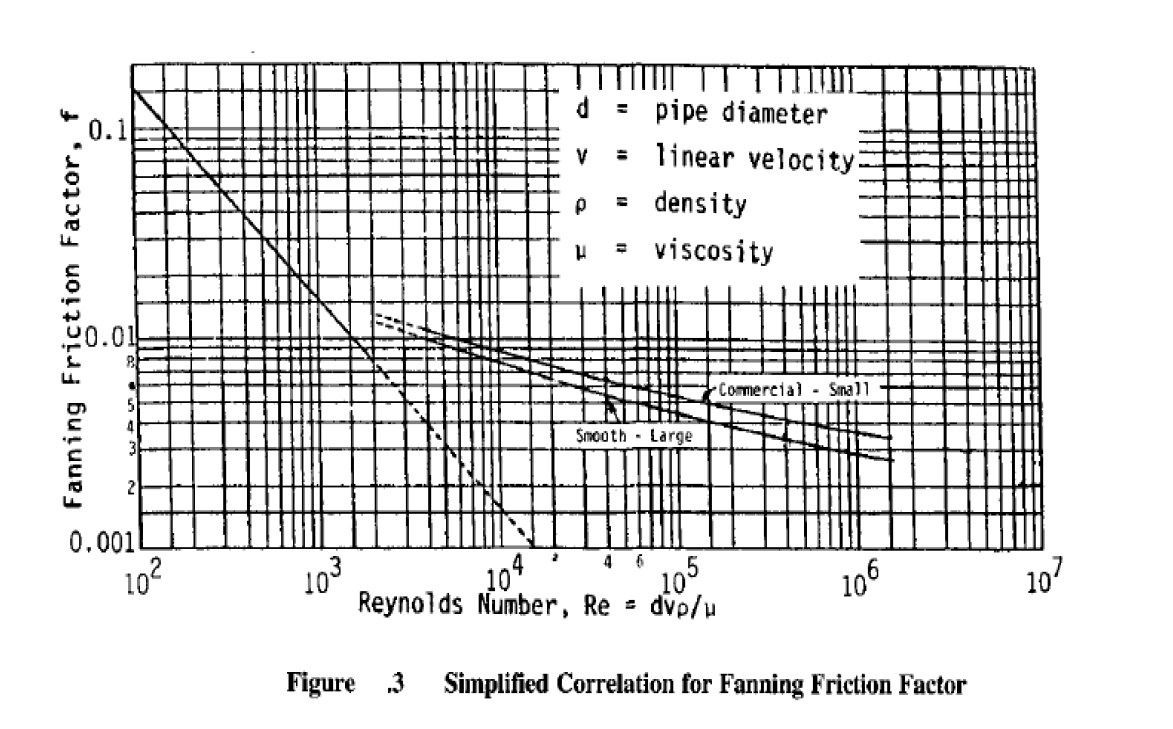 Fanning Friction Factor, f
0.1
0.01
8
5
4
3
2
0.001
d = pipe diameter
v = linear velocity
ρ = density
μ = viscosity
Commercial - Small
Smooth - Large
10² 10³ 10⁴ 2 4 6 10⁵ 10⁶ 10⁷
Reynolds Number, Re = dvρ/μ
Figure .3 Simplified Correlation for Fanning Friction Factor